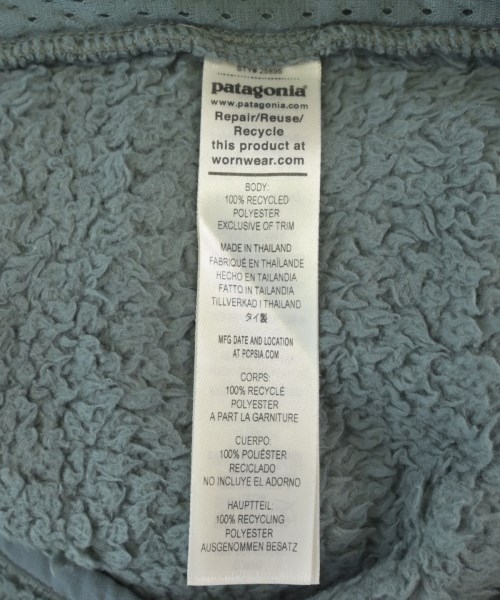 STY# 25895
patagonia®
www.patagonia.com
Repair/Reuse/
Recycle
this product at
wornwear.com
BODY:
100% RECYCLED
POLYESTER
EXCLUSIVE OF TRIM
MADE IN THAILAND
FABRIQUÉ EN THAÏLANDE
HECHO EN TAILANDIA
FATTO IN TAILANDIA
TILLVERKAD I THAILAND
タイ製
MFG DATE AND LOCATION
AT PCPSIA.COM
CORPS:
100% RECYCLÉ
POLYESTER
A PART LA GARNITURE
CUERPO:
100% POLIÉSTER
RECICLADO
NO INCLUYE EL ADORNO
HAUPTTEIL:
100% RECYCLING
POLYESTER
AUSGENOMMEN BESATZ